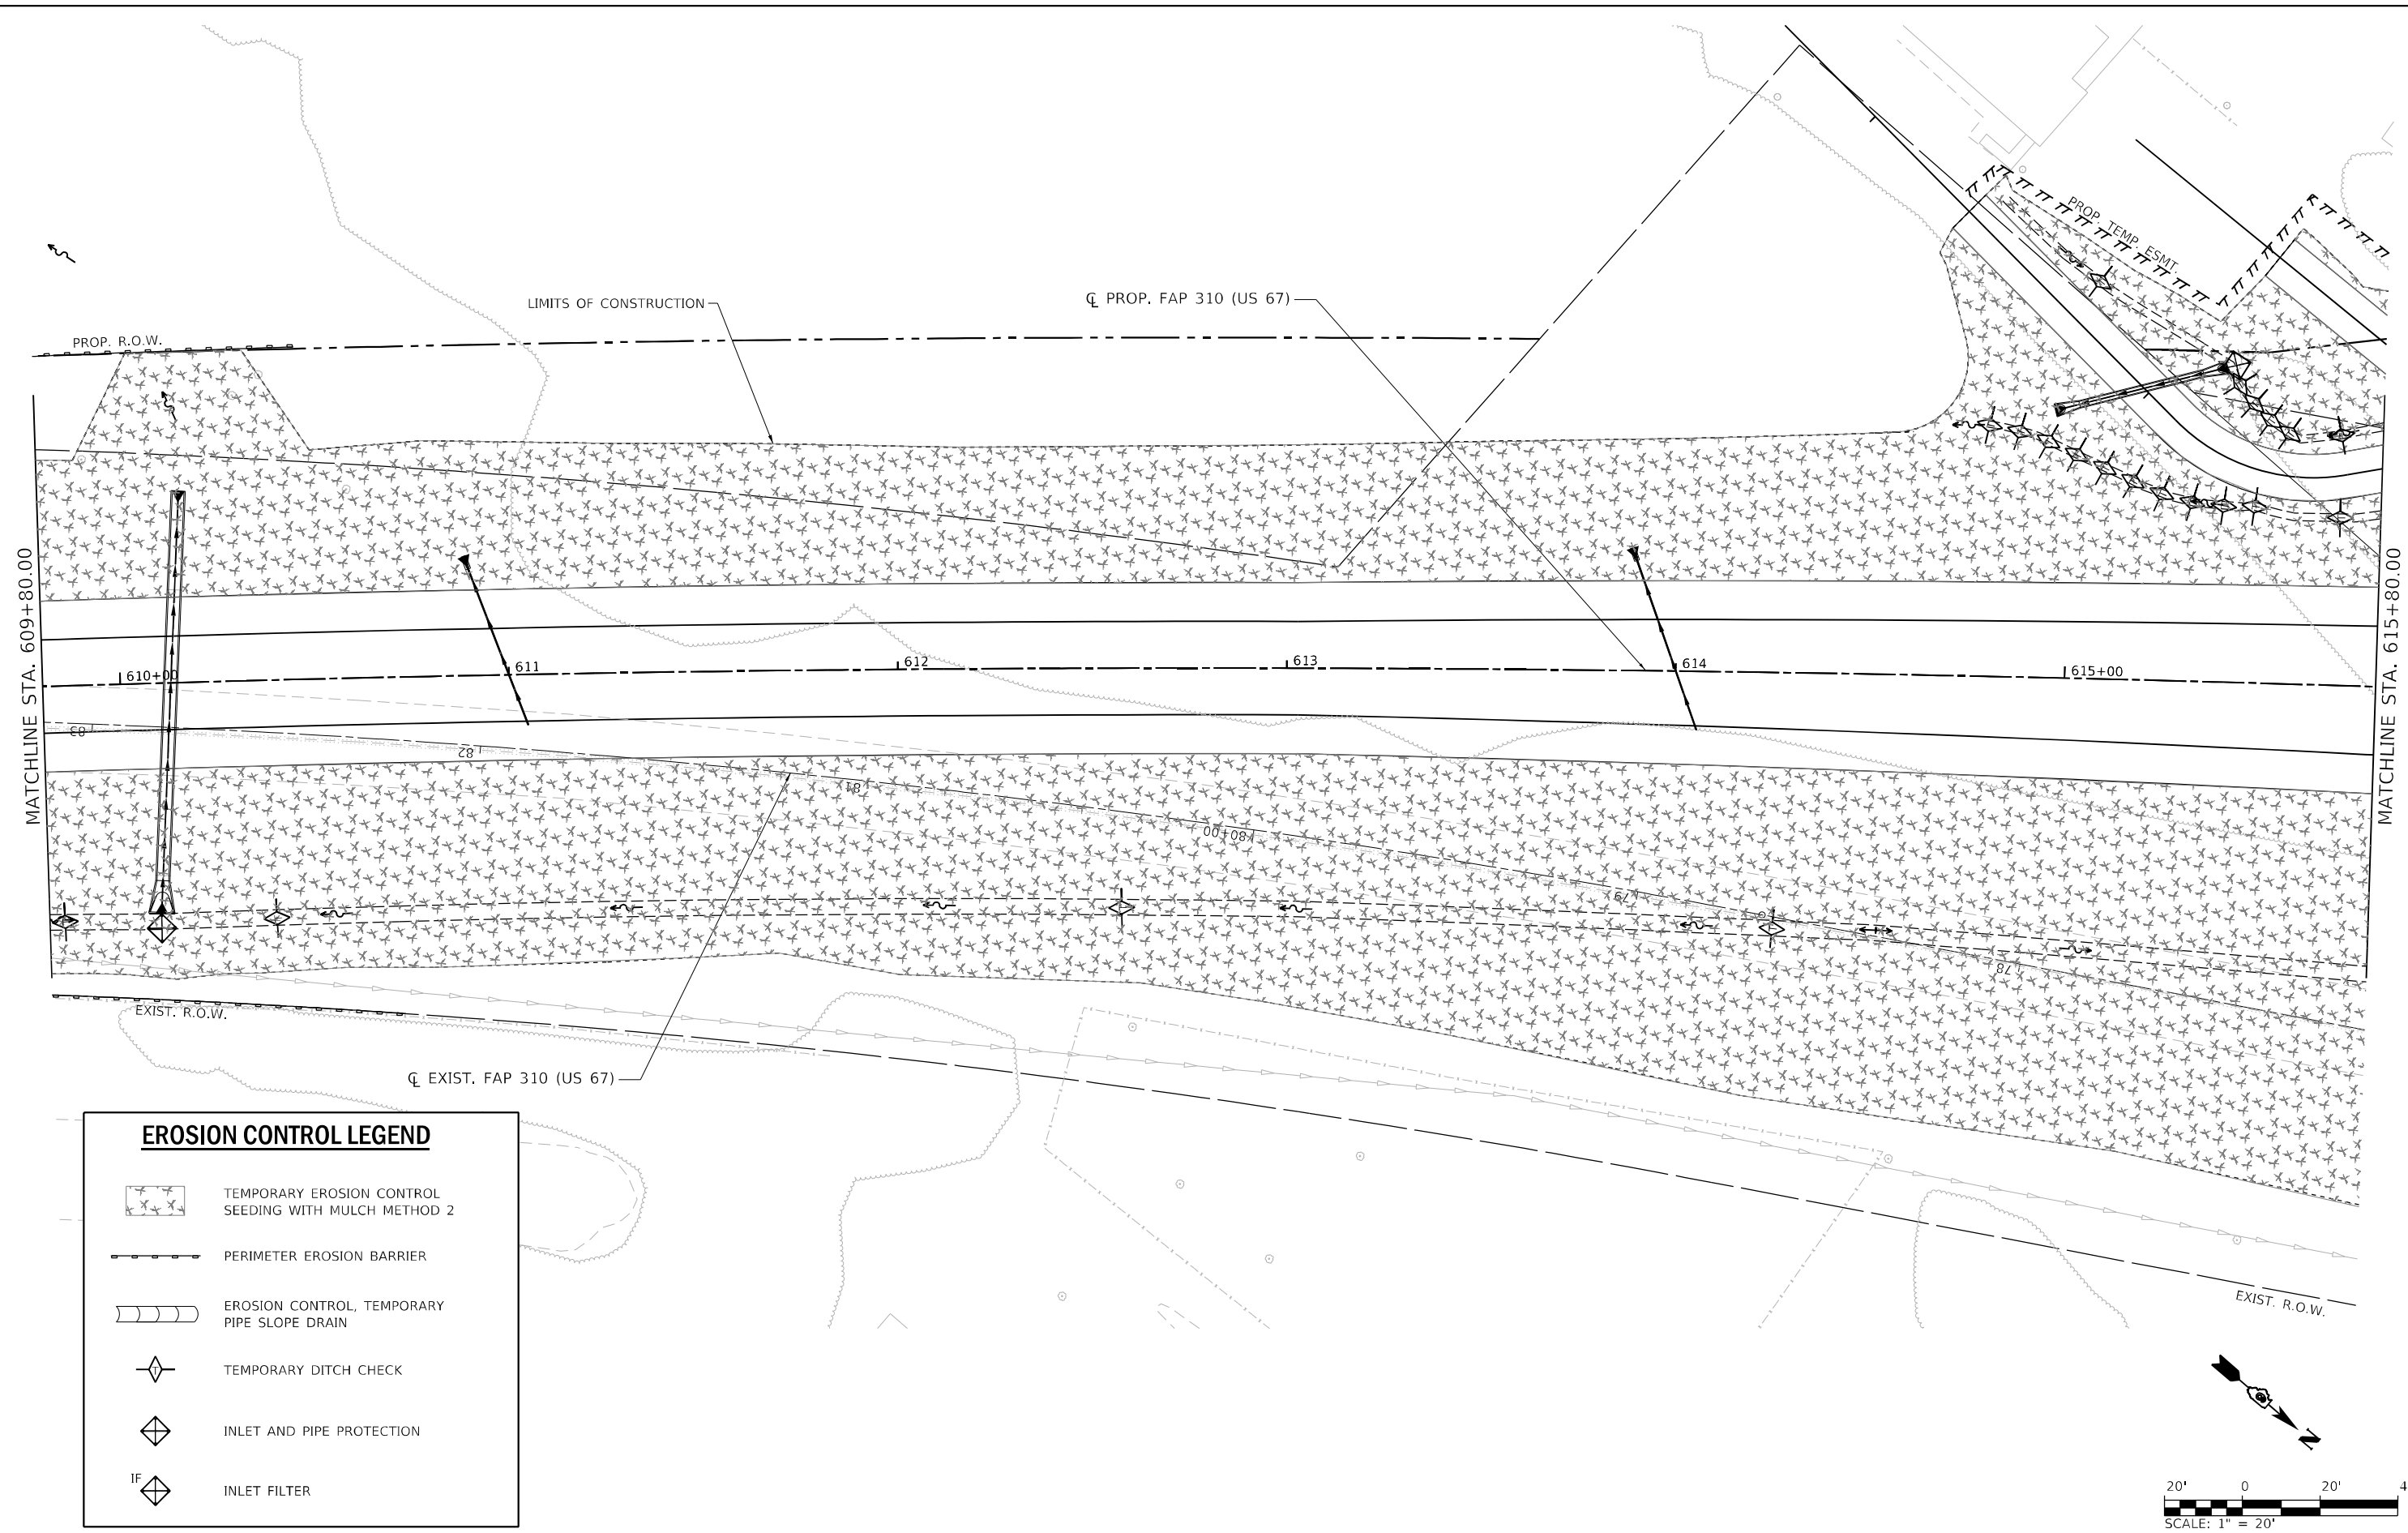 PROP. TEMP. ESMT.
LIMITS OF CONSTRUCTION
℄ PROP. FAP 310 (US 67)
PROP. R.O.W.
MATCHLINE STA. 609+80.00
MATCHLINE STA. 615+80.00
610+00
611
612
613
614
615+00
83
82
81
80+00
79
78
EXIST. R.O.W.
℄ EXIST. FAP 310 (US 67)
EXIST. R.O.W.
EROSION CONTROL LEGEND
TEMPORARY EROSION CONTROL
SEEDING WITH MULCH METHOD 2
PERIMETER EROSION BARRIER
EROSION CONTROL, TEMPORARY
PIPE SLOPE DRAIN
T
TEMPORARY DITCH CHECK
INLET AND PIPE PROTECTION
IF
INLET FILTER
N
20' 0 20' 4
SCALE: 1" = 20'